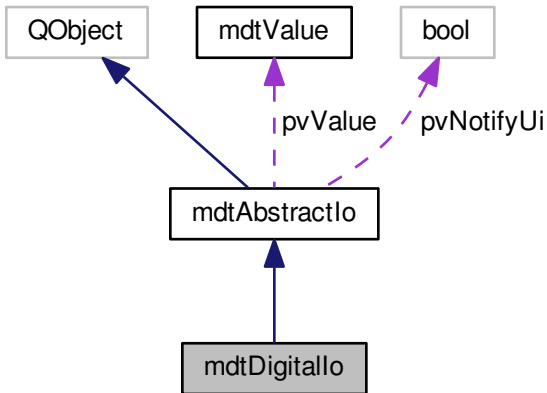 QObject
mdtValue
bool
pvValue
pvNotifyUi
mdtAbstractIo
mdtDigitalIo